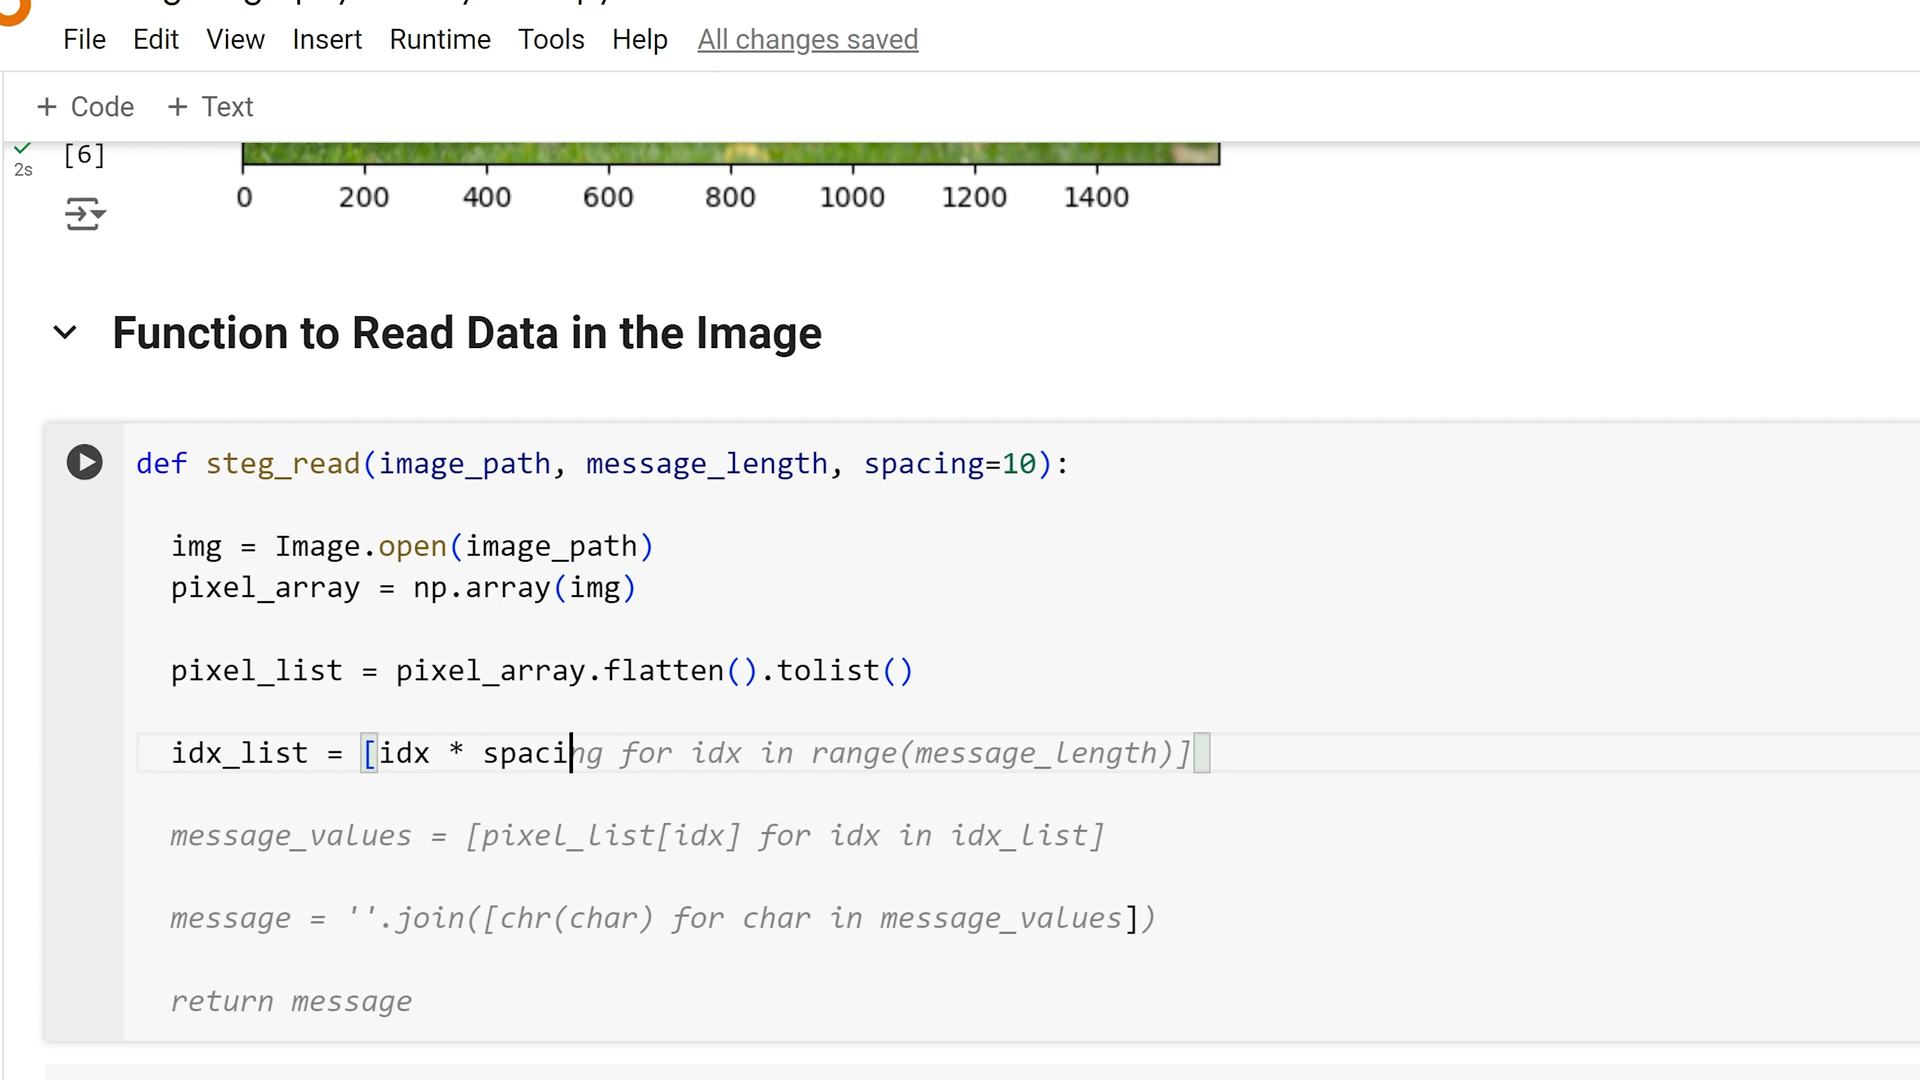 File Edit View Insert Runtime Tools Help All changes saved
+ Code + Text
[6]
2s
0 200 400 600 800 1000 1200 1400
Function to Read Data in the Image
def steg_read(image_path, message_length, spacing=10):
img = Image.open(image_path)
pixel_array = np.array(img)
pixel_list = pixel_array.flatten().tolist()
idx_list = [idx * spacing for idx in range(message_length)]
message_values = [pixel_list[idx] for idx in idx_list]
message = ''.join([chr(char) for char in message_values])
return message